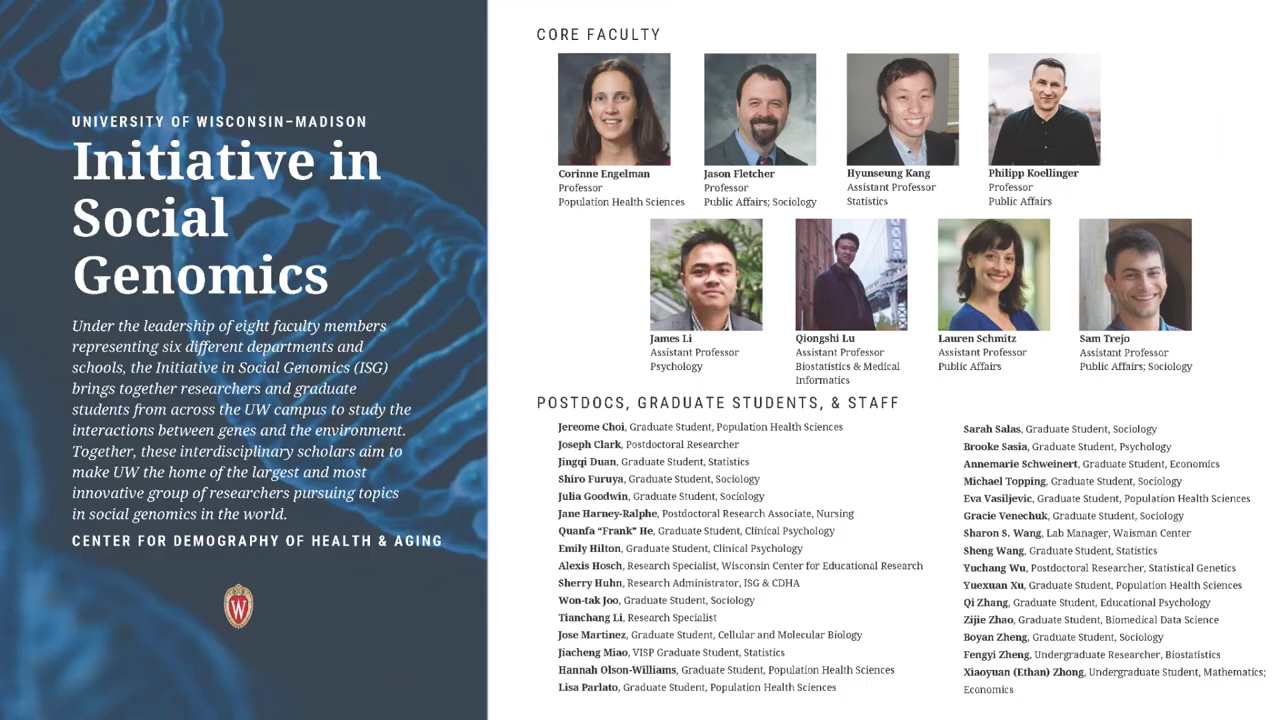 UNIVERSITY OF WISCONSIN–MADISON
Initiative in
Social
Genomics
Under the leadership of eight faculty members
representing six different departments and
schools, the Initiative in Social Genomics (ISG)
brings together researchers and graduate
students from across the UW campus to study the
interactions between genes and the environment.
Together, these interdisciplinary scholars aim to
make UW the home of the largest and most
innovative group of researchers pursuing topics
in social genomics in the world.
CENTER FOR DEMOGRAPHY OF HEALTH & AGING
W
CORE FACULTY
Corinne Engelman
Professor
Population Health Sciences
Jason Fletcher
Professor
Public Affairs; Sociology
Hyunseung Kang
Assistant Professor
Statistics
Philipp Koellinger
Professor
Public Affairs
James Li
Assistant Professor
Psychology
Qiongshi Lu
Assistant Professor
Biostatistics & Medical
Informatics
Lauren Schmitz
Assistant Professor
Public Affairs
Sam Trejo
Assistant Professor
Public Affairs; Sociology
POSTDOCS, GRADUATE STUDENTS, & STAFF
Jereome Choi, Graduate Student, Population Health Sciences
Joseph Clark, Postdoctoral Researcher
Jingqi Duan, Graduate Student, Statistics
Shiro Furuya, Graduate Student, Sociology
Julia Goodwin, Graduate Student, Sociology
Jane Harney-Ralphe, Postdoctoral Research Associate, Nursing
Quanfa “Frank” He, Graduate Student, Clinical Psychology
Emily Hilton, Graduate Student, Clinical Psychology
Alexis Hosch, Research Specialist, Wisconsin Center for Educational Research
Sherry Huhn, Research Administrator, ISG & CDHA
Won-tak Joo, Graduate Student, Sociology
Tianchang Li, Research Specialist
Jose Martinez, Graduate Student, Cellular and Molecular Biology
Jiacheng Miao, VISP Graduate Student, Statistics
Hannah Olson-Williams, Graduate Student, Population Health Sciences
Lisa Parlato, Graduate Student, Population Health Sciences
Sarah Salas, Graduate Student, Sociology
Brooke Sasia, Graduate Student, Psychology
Annemarie Schweinert, Graduate Student, Economics
Michael Topping, Graduate Student, Sociology
Eva Vasiljevic, Graduate Student, Population Health Sciences
Gracie Venechuk, Graduate Student, Sociology
Sharon S. Wang, Lab Manager, Waisman Center
Sheng Wang, Graduate Student, Statistics
Yuchang Wu, Postdoctoral Researcher, Statistical Genetics
Yuexuan Xu, Graduate Student, Population Health Sciences
Qi Zhang, Graduate Student, Educational Psychology
Zijie Zhao, Graduate Student, Biomedical Data Science
Boyan Zheng, Graduate Student, Sociology
Fengyi Zheng, Undergraduate Researcher, Biostatistics
Xiaoyuan (Ethan) Zhong, Undergraduate Student, Mathematics;
Economics